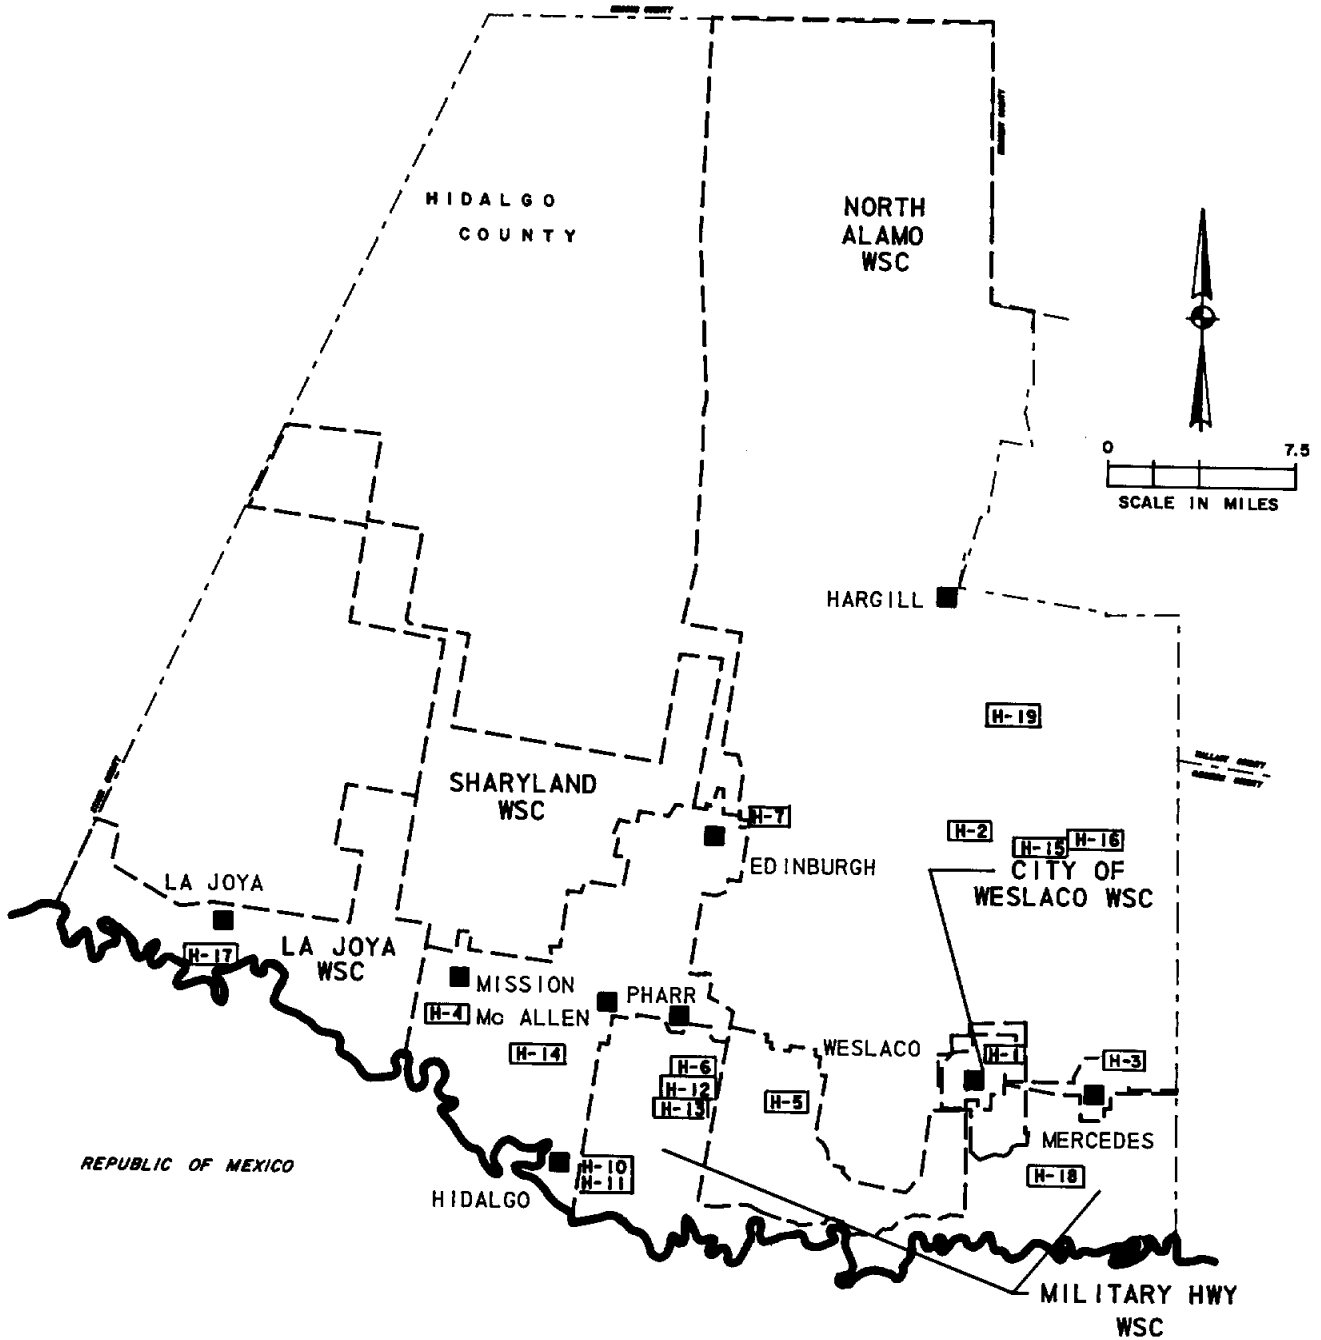 HIDALGO
COUNTY
NORTH
ALAMO
WSC
0 7.5
SCALE IN MILES
HARGILL
H-19
SHARYLAND
WSC
H-7
H-2
H-15
H-16
EDINBURGH
CITY OF
WESLACO WSC
LA JOYA
H-17
LA JOYA
WSC
MISSION
PHARR
H-4
Mc ALLEN
H-14
WESLACO
H-1
H-3
H-6
H-12
H-13
H-5
MERCEDES
REPUBLIC OF MEXICO
H-10
H-11
H-18
HIDALGO
MILITARY HWY
WSC